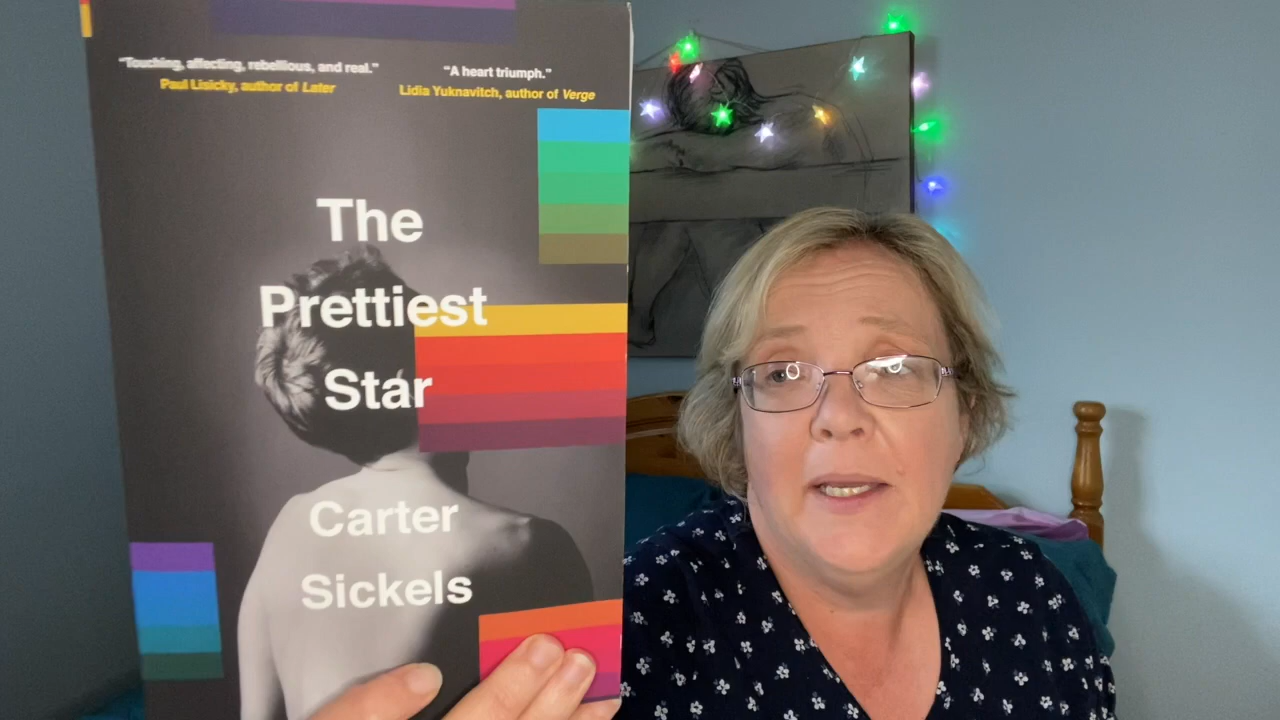 "Touching, affecting, rebellious, and real."
Paul Lisicky, author of Later
"A heart triumph."
Lidia Yuknavitch, author of Verge
The
Prettiest
Star
Carter
Sickels